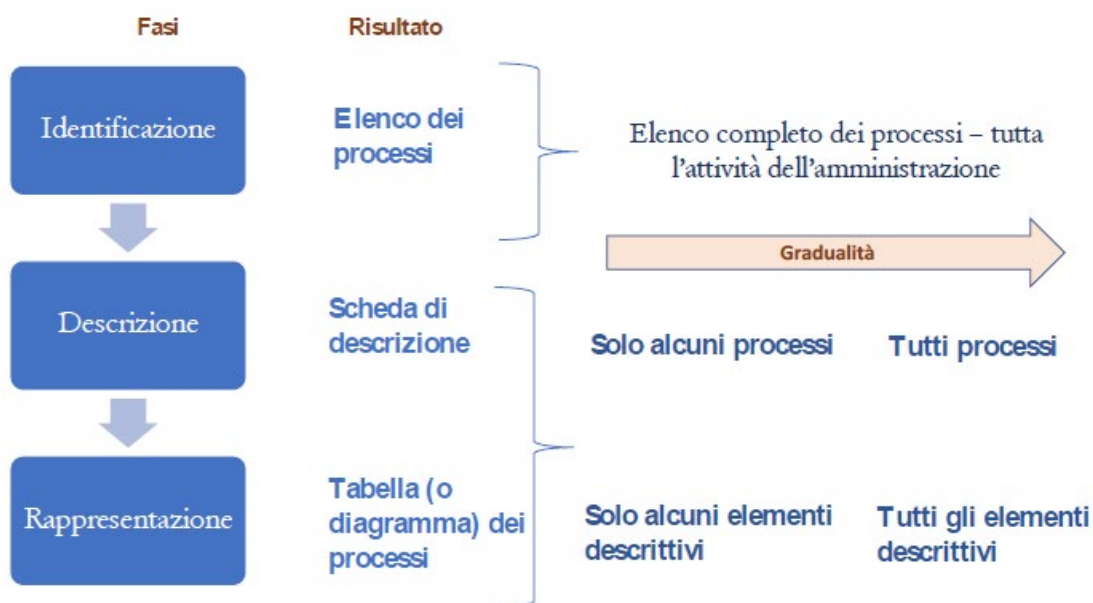 Fasi
Risultato
Identificazione
Elenco dei
processi
Elenco completo dei processi – tutta
l'attività dell'amministrazione
Gradualità
Descrizione
Scheda di
descrizione
Solo alcuni processi
Tutti processi
Rappresentazione
Tabella (o
diagramma) dei
processi
Solo alcuni elementi
descrittivi
Tutti gli elementi
descrittivi